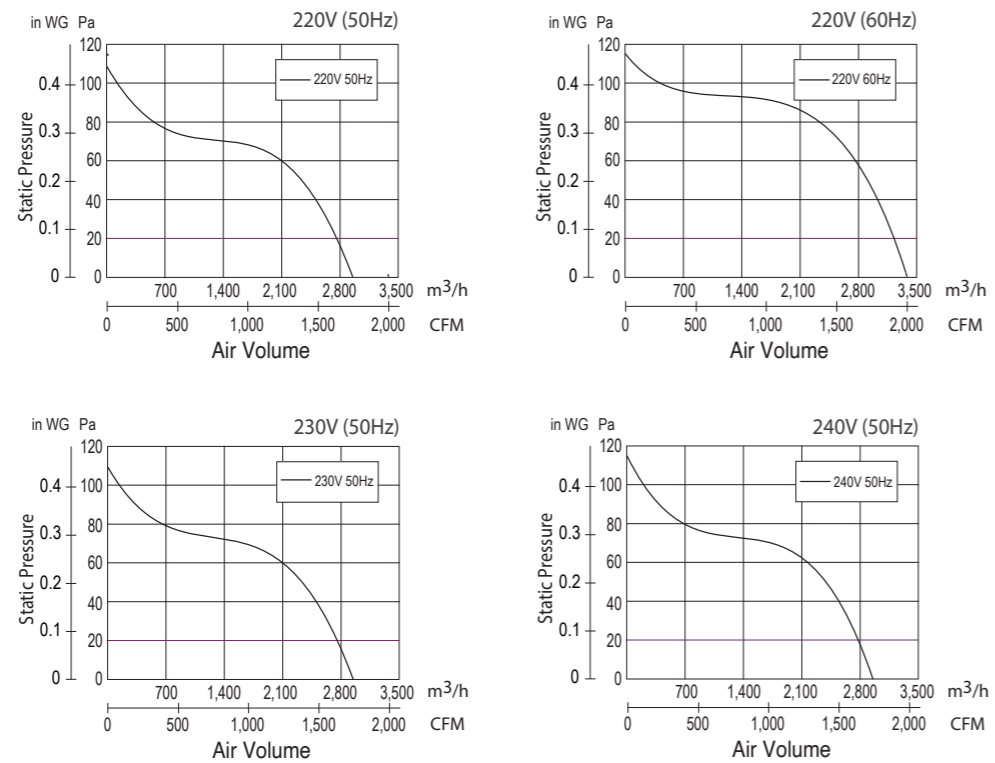 in WG Pa 220V (50Hz)
120
220V 50Hz
0.4 100
80
0.3
60
0.2
40
0.1
20
0 0
Static Pressure
700 1,400 2,100 2,800 3,500 m3/h
0 500 1,000 1,500 2,000 CFM
Air Volume
in WG Pa 220V (60Hz)
120
220V 60Hz
0.4 100
80
0.3
60
0.2
40
0.1
20
0 0
Static Pressure
700 1,400 2,100 2,800 3,500 m3/h
0 500 1,000 1,500 2,000 CFM
Air Volume
in WG Pa 230V (50Hz)
120
230V 50Hz
0.4 100
80
0.3
60
0.2
40
0.1
20
0 0
Static Pressure
700 1,400 2,100 2,800 3,500 m3/h
0 500 1,000 1,500 2,000 CFM
Air Volume
in WG Pa 240V (50Hz)
120
240V 50Hz
0.4 100
80
0.3
60
0.2
40
0.1
20
0 0
Static Pressure
700 1,400 2,100 2,800 3,500 m3/h
0 500 1,000 1,500 2,000 CFM
Air Volume